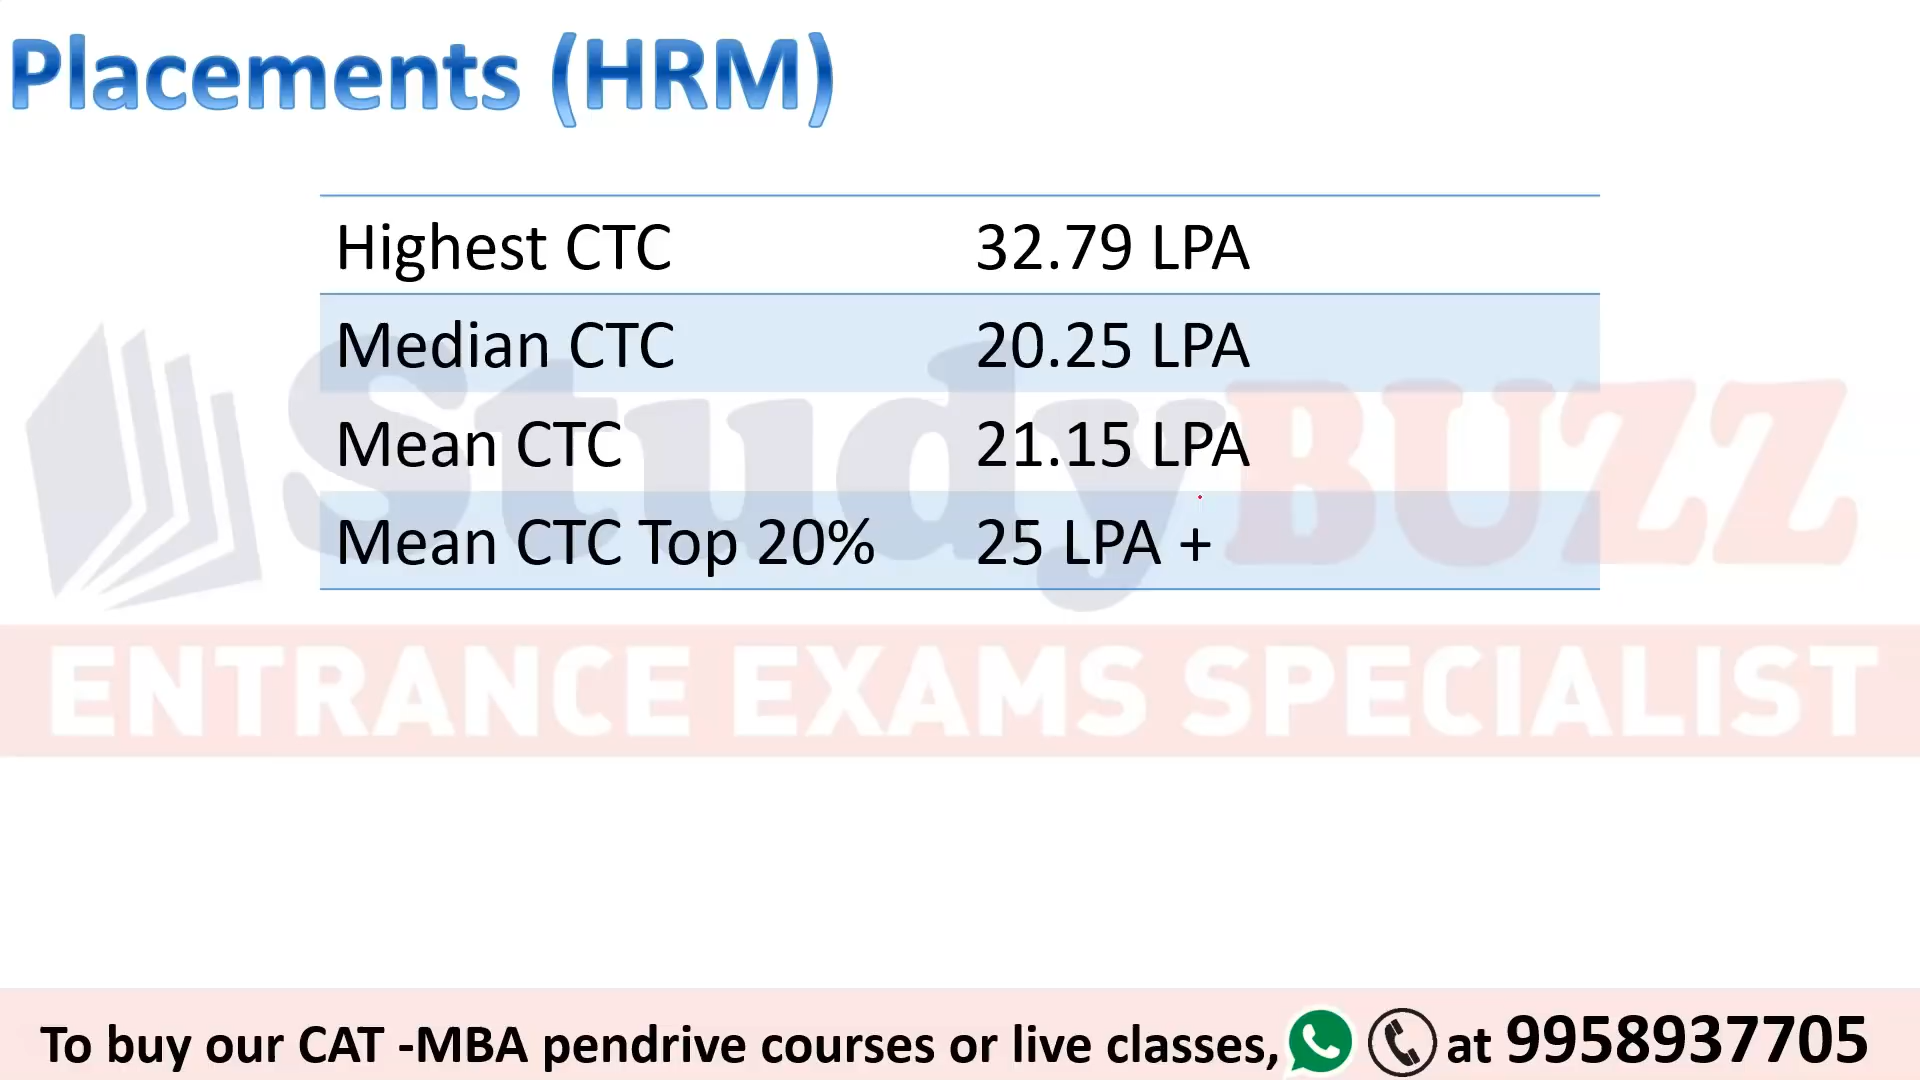 Placements (HRM)
Highest CTC 32.79 LPA
Median CTC 20.25 LPA
Mean CTC 21.15 LPA
Mean CTC Top 20% 25 LPA +
StudyBUZZ
ENTRANCE EXAMS SPECIALIST
To buy our CAT -MBA pendrive courses or live classes, at 9958937705